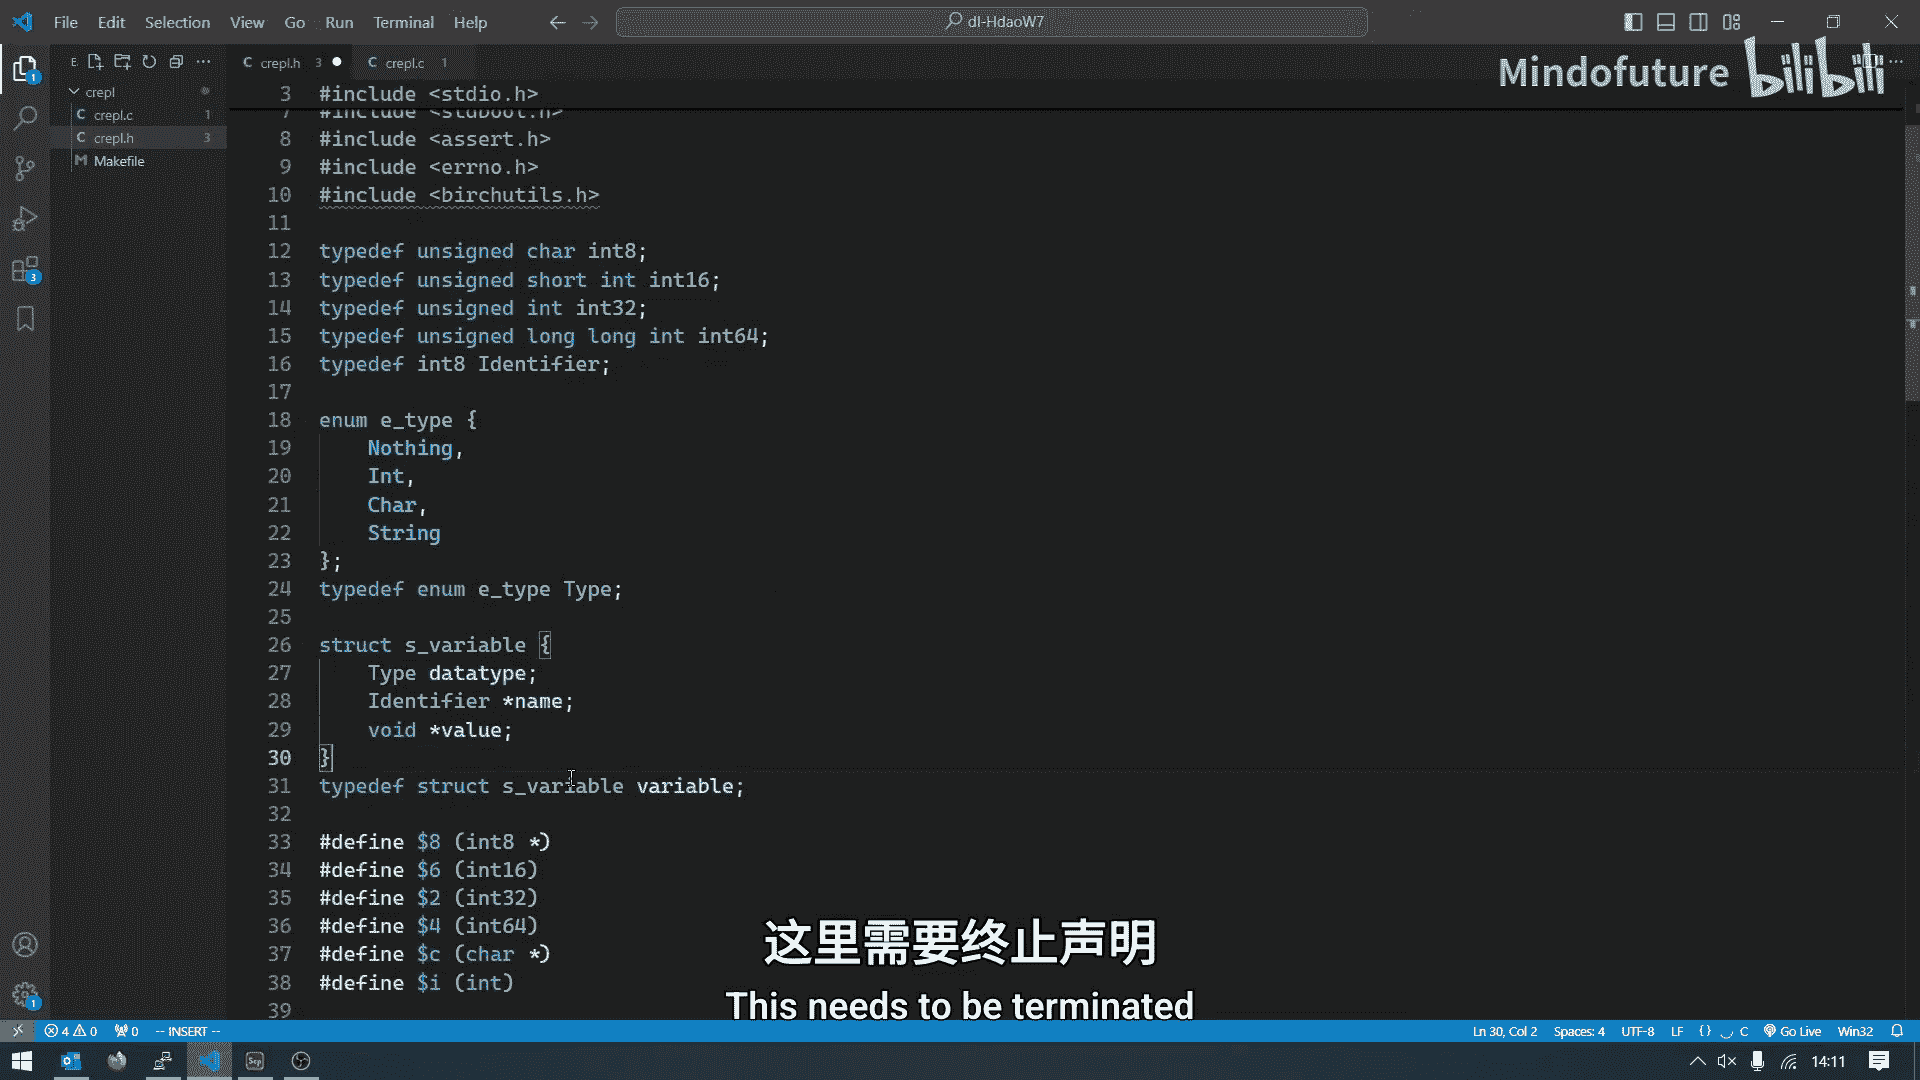 File Edit Selection View Go Run Terminal Help
dl-HdaoW7
Mindofuture bilibili
E
C crepl.h 3
C crepl.c 1
crepl
C crepl.c 1
C crepl.h 3
M Makefile
3 #include <stdio.h>
7 #include <stdbool.h>
8 #include <assert.h>
9 #include <errno.h>
10 #include <birchutils.h>
11
12 typedef unsigned char int8;
13 typedef unsigned short int int16;
14 typedef unsigned int int32;
15 typedef unsigned long long int int64;
16 typedef int8 Identifier;
17
18 enum e_type {
19 Nothing,
20 Int,
21 Char,
22 String
23 };
24 typedef enum e_type Type;
25
26 struct s_variable {
27 Type datatype;
28 Identifier *name;
29 void *value;
30 }
31 typedef struct s_variable variable;
32
33 #define $8 (int8 *)
34 #define $6 (int16)
35 #define $2 (int32)
36 #define $4 (int64)
37 #define $c (char *)
38 #define $i (int)
39
这里需要终止声明
This needs to be terminated
4 0 0 -- INSERT --
Ln 30, Col 2 Spaces: 4 UTF-8 LF {} C Go Live Win32
14:11